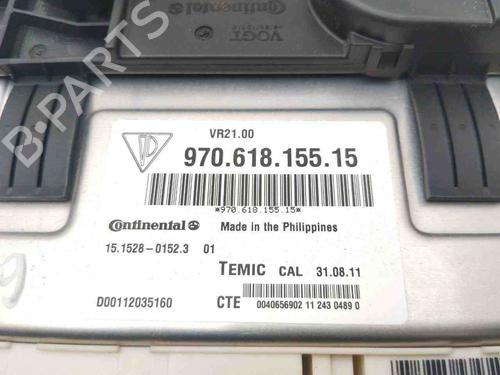 Continental
VOGT
B-PARTS
VR21.00
970.618.155.15
*970.618.155.15*
Continental
Made in the Philippines
15.1528-0152.3 01
TEMIC CAL 31.08.11
D00112035160
CTE 0040656902 11 243 0489 0